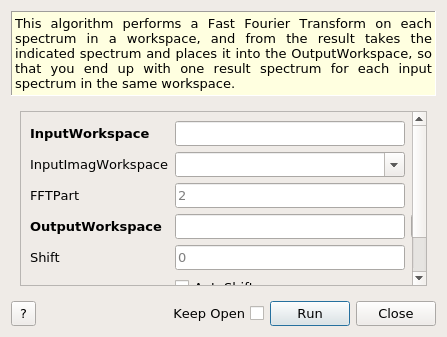 This algorithm performs a Fast Fourier Transform on each
spectrum in a workspace, and from the result takes the
indicated spectrum and places it into the OutputWorkspace, so
that you end up with one result spectrum for each input
spectrum in the same workspace.
InputWorkspace
InputImagWorkspace
FFTPart 2
OutputWorkspace
Shift 0
? Keep Open Run Close